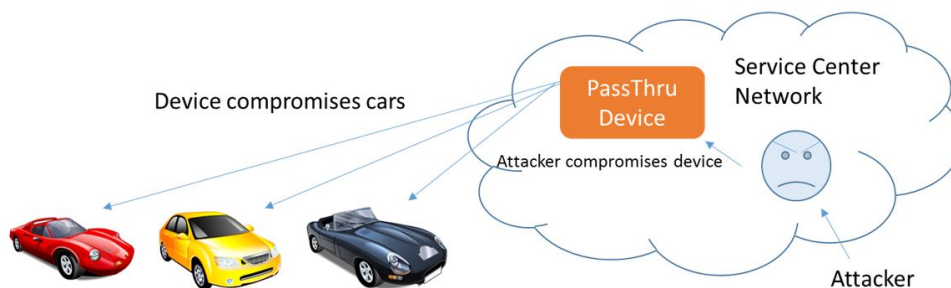 Device compromises cars
PassThru
Device
Service Center
Network
Attacker compromises device
Attacker